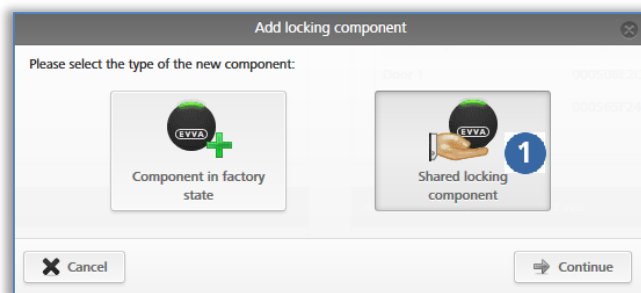 Add locking component
Please select the type of the new component:
EVVA
EVVA
1
Component in factory
state
Shared locking
component
Cancel
Continue